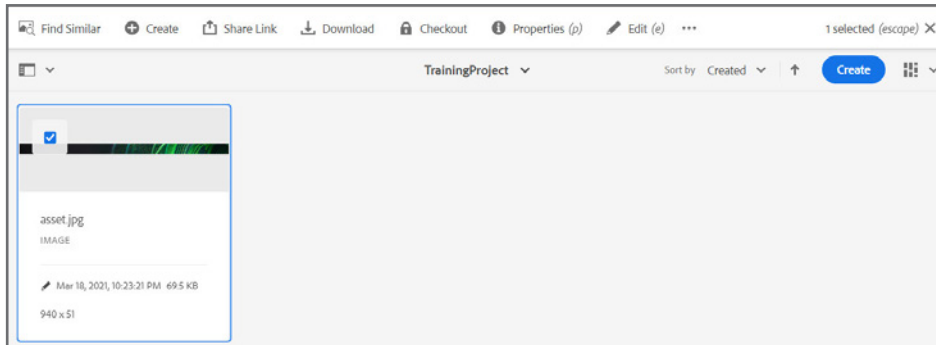 Find Similar Create Share Link Download Checkout Properties (p) Edit (e) ••• 1 selected (escape) X
TrainingProject Sort by Created Create
asset.jpg
IMAGE
Mar 18, 2021, 10:23:21 PM 69.5 KB
940 x 51